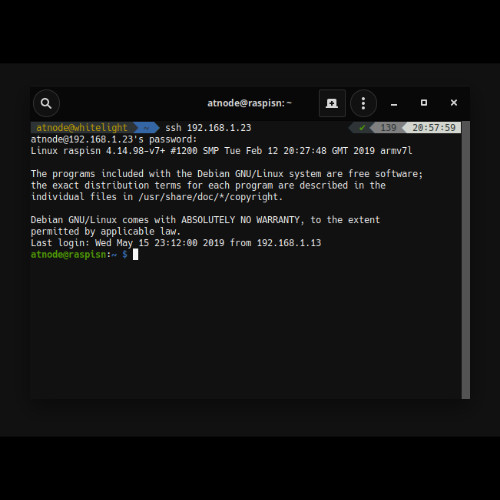 atnode@raspisn: ~
atnode@whitelight ~ ssh 192.168.1.23 ✔ 139 20:57:59
atnode@192.168.1.23's password:
Linux raspisn 4.14.98-v7+ #1200 SMP Tue Feb 12 20:27:48 GMT 2019 armv7l
The programs included with the Debian GNU/Linux system are free software;
the exact distribution terms for each program are described in the
individual files in /usr/share/doc/*/copyright.
Debian GNU/Linux comes with ABSOLUTELY NO WARRANTY, to the extent
permitted by applicable law.
Last login: Wed May 15 23:12:00 2019 from 192.168.1.13
atnode@raspisn:~ $